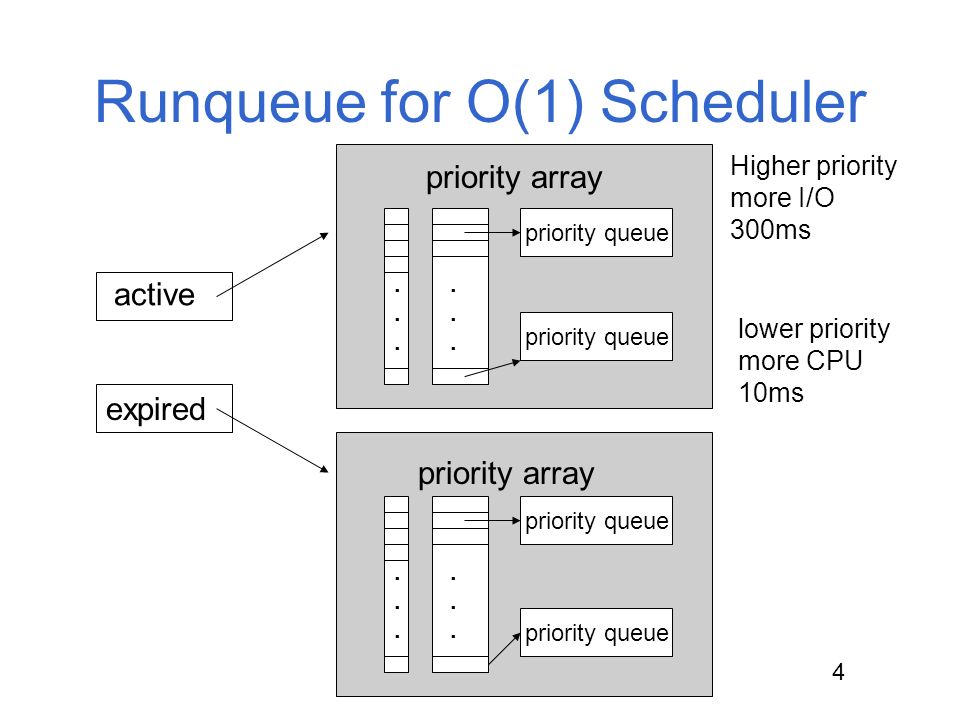 Runqueue for O(1) Scheduler
priority array
Higher priority
more I/O
300ms
priority queue
active
.
.
.
.
.
.
priority queue
lower priority
more CPU
10ms
expired
priority array
priority queue
.
.
.
.
.
.
priority queue
4